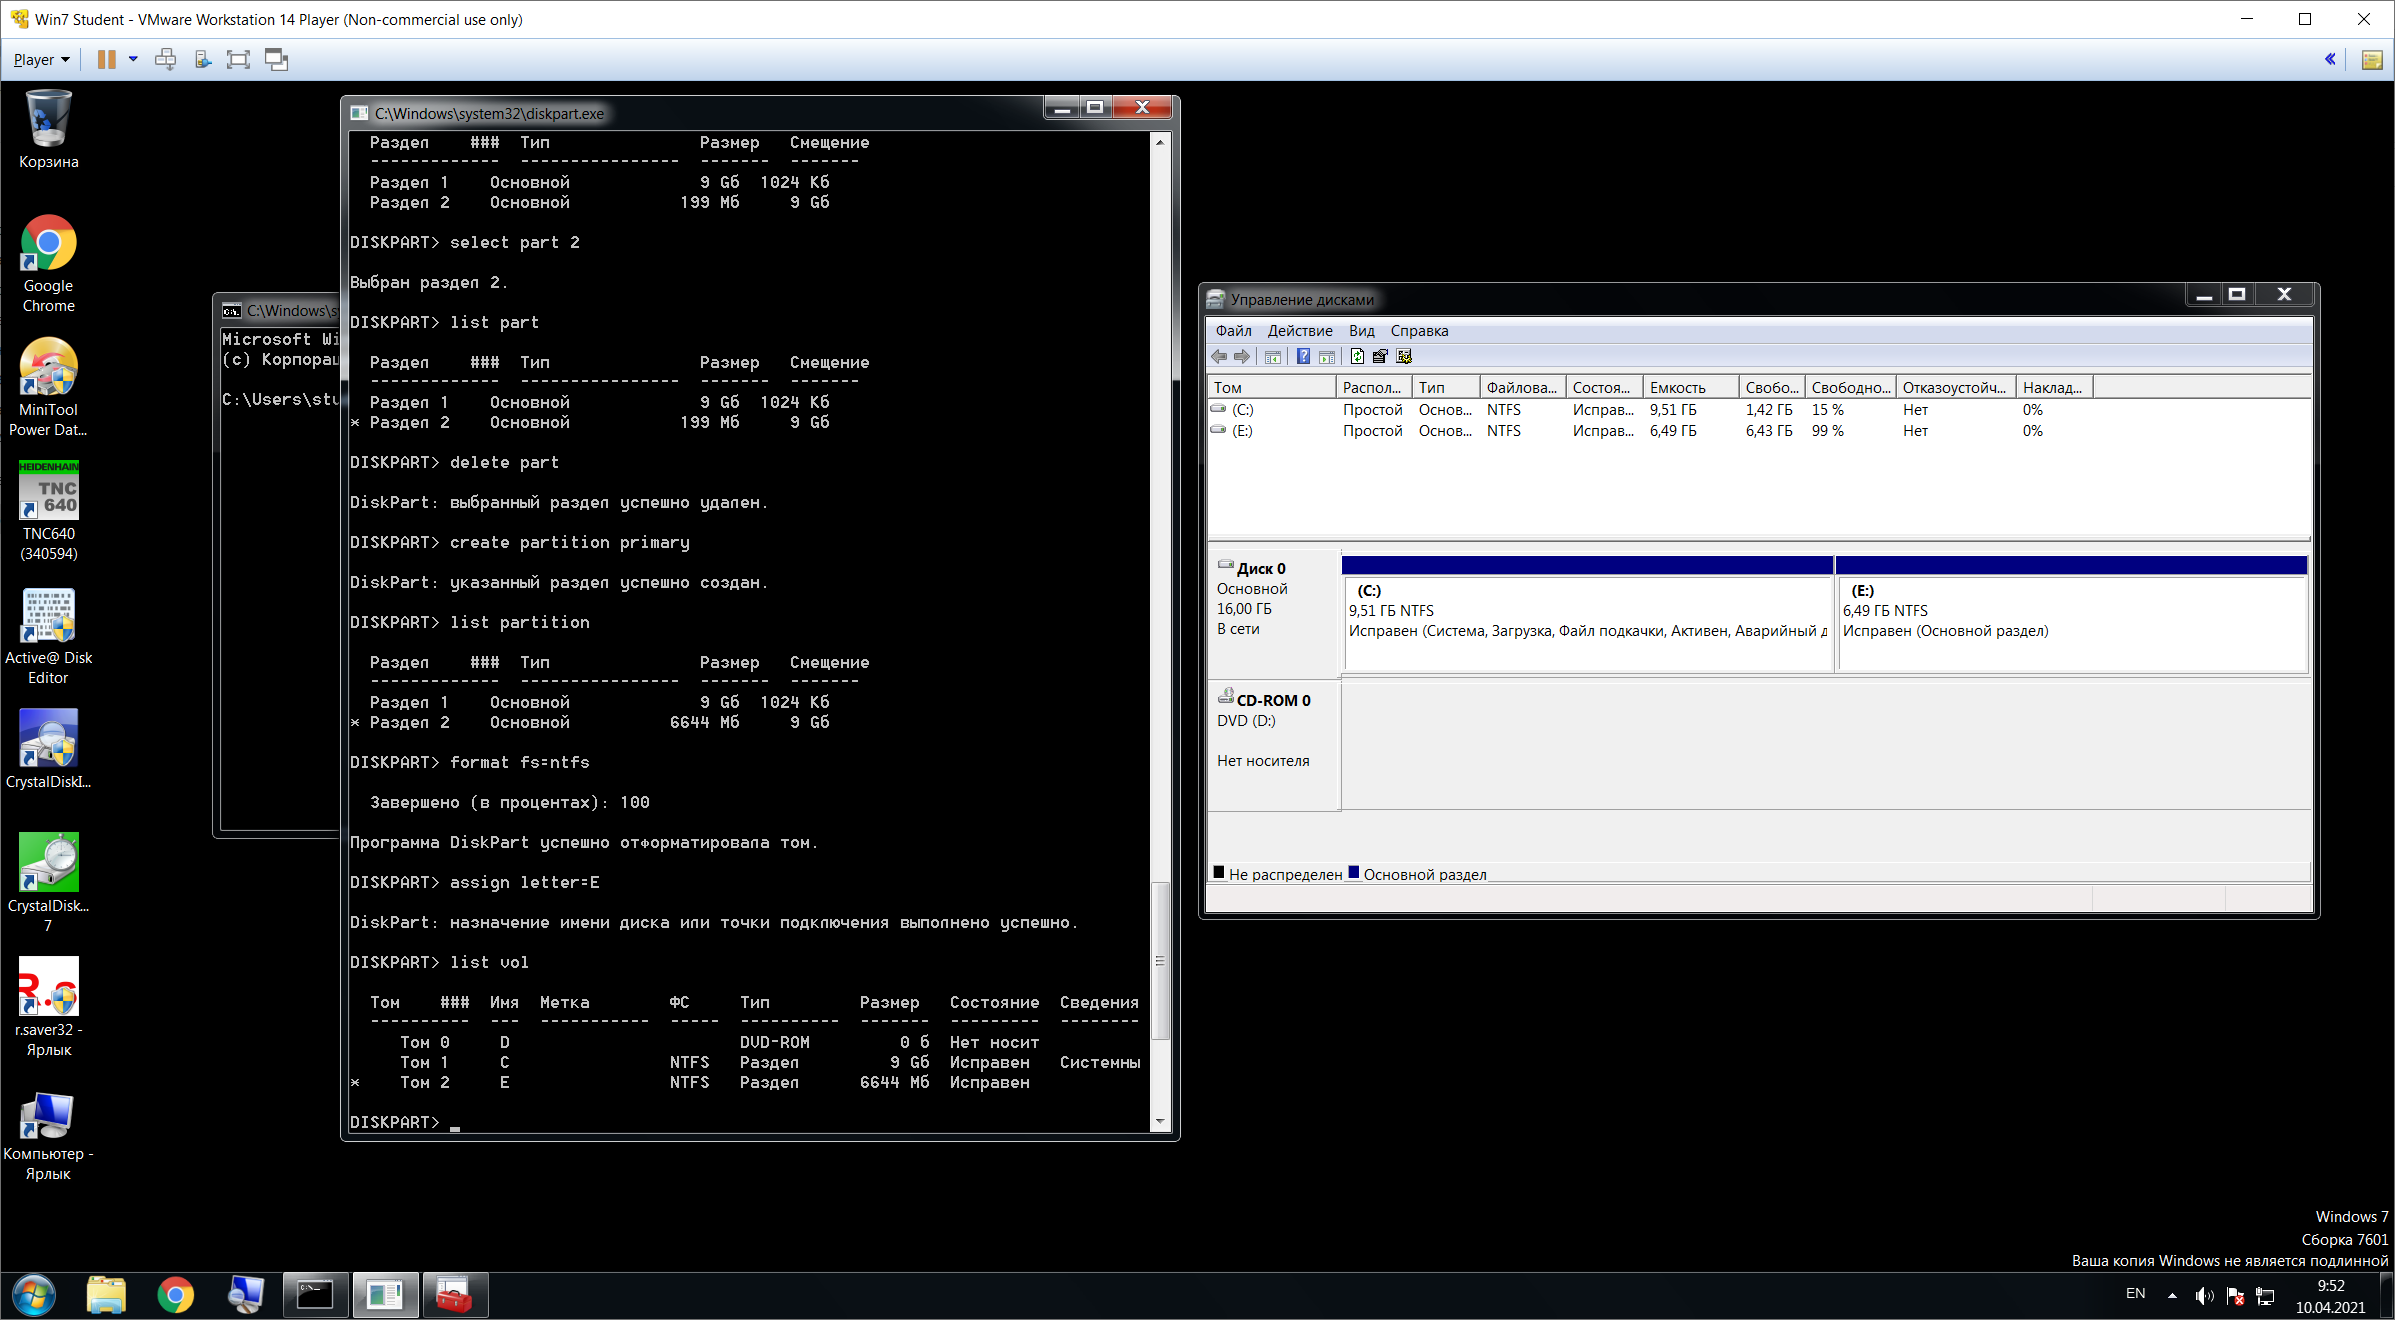 Win7 Student - VMware Workstation 14 Player (Non-commercial use only)
Player
Корзина
Google
Chrome
MiniTool
Power Dat...
HEIDENHAIN
TNC
640
TNC640
(340594)
Active@ Disk
Editor
CrystalDiskI...
CrystalDisk...
7
r.saver32 -
Ярлык
Компьютер -
Ярлык
C:\Windows\s
Microsoft Wi
(c) Корпорац
C:\Users\stu
C:\Windows\system32\diskpart.exe
Раздел    ###  Тип               Размер   Смещение
-------------  ----------------  -------  -------
Раздел 1    Основной             9 Gб  1024 Kб
Раздел 2    Основной           199 Mб     9 Gб
DISKPART> select part 2
Выбран раздел 2.
DISKPART> list part
Раздел    ###  Тип               Размер   Смещение
-------------  ----------------  -------  -------
Раздел 1    Основной             9 Gб  1024 Kб
* Раздел 2    Основной           199 Mб     9 Gб
DISKPART> delete part
DiskPart: выбранный раздел успешно удален.
DISKPART> create partition primary
DiskPart: указанный раздел успешно создан.
DISKPART> list partition
Раздел    ###  Тип               Размер   Смещение
-------------  ----------------  -------  -------
Раздел 1    Основной             9 Gб  1024 Kб
* Раздел 2    Основной          6644 Mб     9 Gб
DISKPART> format fs=ntfs
Завершено (в процентах): 100
Программа DiskPart успешно отформатировала том.
DISKPART> assign letter=E
DiskPart: назначение имени диска или точки подключения выполнено успешно.
DISKPART> list vol
Том    ###  Имя  Метка        ФС     Тип         Размер   Состояние  Сведения
----------  ---  -----------  -----  ----------  -------  ---------  --------
Том 0     D                       DVD-ROM         0 б  Нет носит
Том 1     C                NTFS   Раздел         9 Gб  Исправен   Системны
* Том 2     E                NTFS   Раздел      6644 Mб  Исправен
DISKPART> _
Управление дисками
Файл Действие Вид Справка
Том Распол... Тип Файлова... Состоя... Емкость Свобо... Свободно... Отказоустойч... Наклад...
(C:) Простой Основ... NTFS Исправ... 9,51 ГБ 1,42 ГБ 15 % Нет 0%
(E:) Простой Основ... NTFS Исправ... 6,49 ГБ 6,43 ГБ 99 % Нет 0%
Диск 0
Основной
16,00 ГБ
В сети
(C:)
9,51 ГБ NTFS
Исправен (Система, Загрузка, Файл подкачки, Активен, Аварийный д
(E:)
6,49 ГБ NTFS
Исправен (Основной раздел)
CD-ROM 0
DVD (D:)
Нет носителя
Не распределен Основной раздел
Windows 7
Сборка 7601
Ваша копия Windows не является подлинной
EN
9:52
10.04.2021